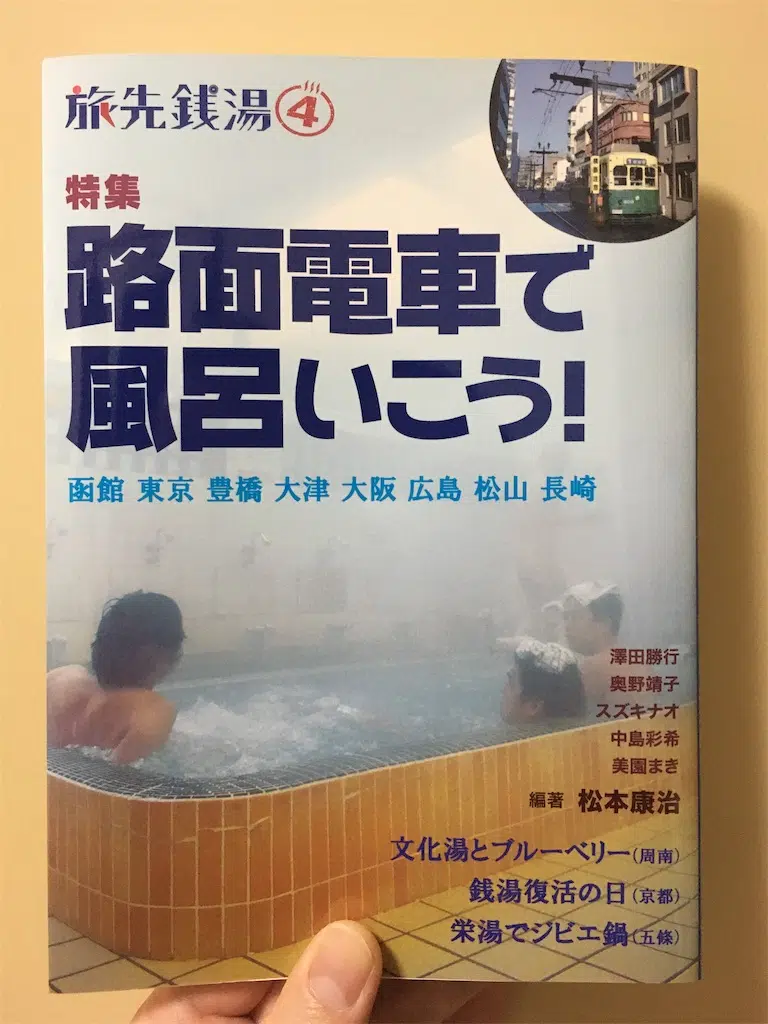 旅先銭湯④
特集
路面電車で
風呂いこう!
函館 東京 豊橋 大津 大阪 広島 松山 長崎
澤田勝行
奥野靖子
スズキナオ
中島彩希
美園まき
編著 松本康治
文化湯とブルーベリー(周南)
銭湯復活の日(京都)
栄湯でジビエ鍋(五條)